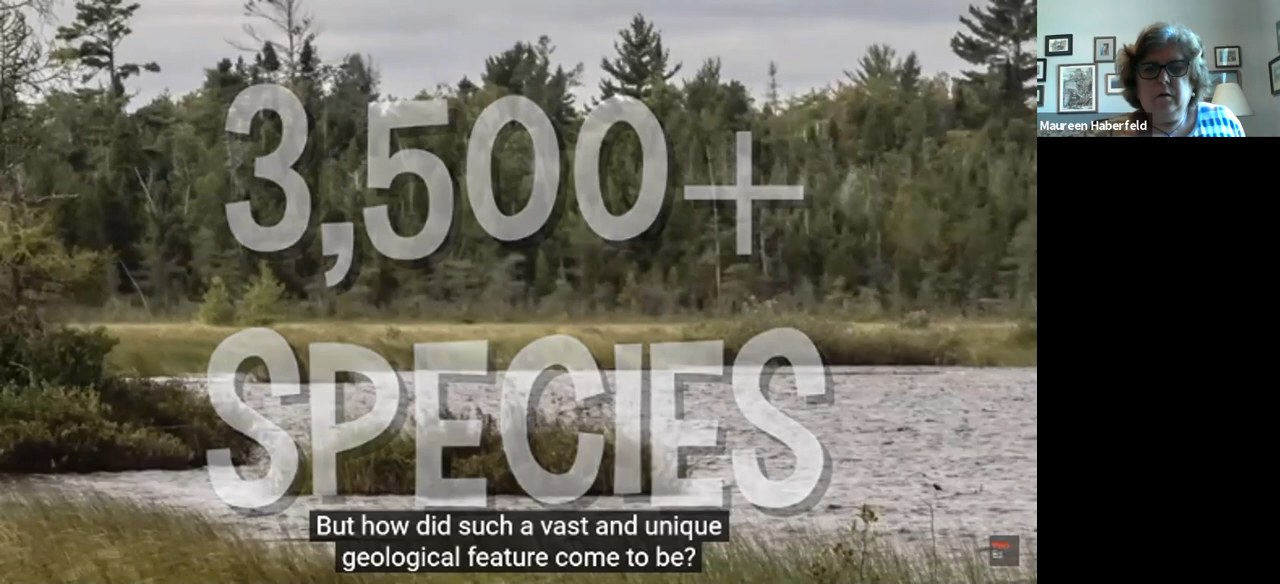 3,500+
SPECIES
But how did such a vast and unique
geological feature come to be?
Maureen Haberfeld